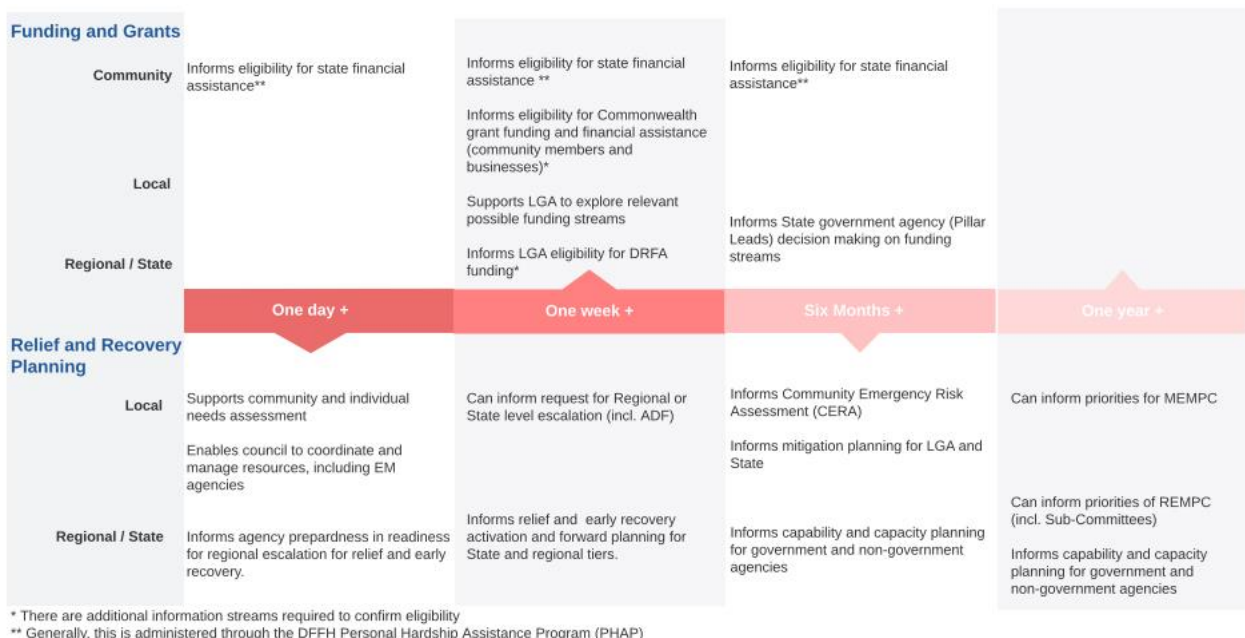 Funding and Grants
Community
Informs eligibility for state financial
assistance**
Informs eligibility for state financial
assistance **
Informs eligibility for Commonwealth
grant funding and financial assistance
(community members and
businesses)*
Informs eligibility for state financial
assistance**
Local
Supports LGA to explore relevant
possible funding streams
Regional / State
Informs LGA eligibility for DRFA
funding*
Informs State government agency (Pillar
Leads) decision making on funding
streams
One day +
One week +
Six Months +
One year +
Relief and Recovery
Planning
Local
Supports community and individual
needs assessment
Enables council to coordinate and
manage resources, including EM
agencies
Can inform request for Regional or
State level escalation (incl. ADF)
Informs Community Emergency Risk
Assessment (CERA)
Informs mitigation planning for LGA and
State
Can inform priorities for MEMPC
Regional / State
Informs agency prepardness in readiness
for regional escalation for relief and early
recovery.
Informs relief and early recovery
activation and forward planning for
State and regional tiers.
Informs capability and capacity planning
for government and non-government
agencies
Can inform priorities of REMPC
(incl. Sub-Committees)
Informs capability and capacity
planning for government and
non-government agencies
* There are additional information streams required to confirm eligibility
** Generally, this is administered through the DFFH Personal Hardship Assistance Program (PHAP)